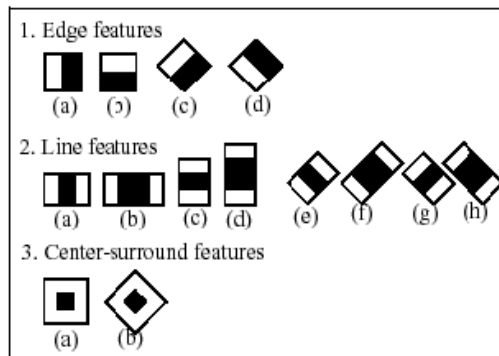 1. Edge features
(a) (ɔ) (c) (d)
2. Line features
(a) (b) (c) (d) (e) (f) (g) (h)
3. Center-surround features
(a) (b)